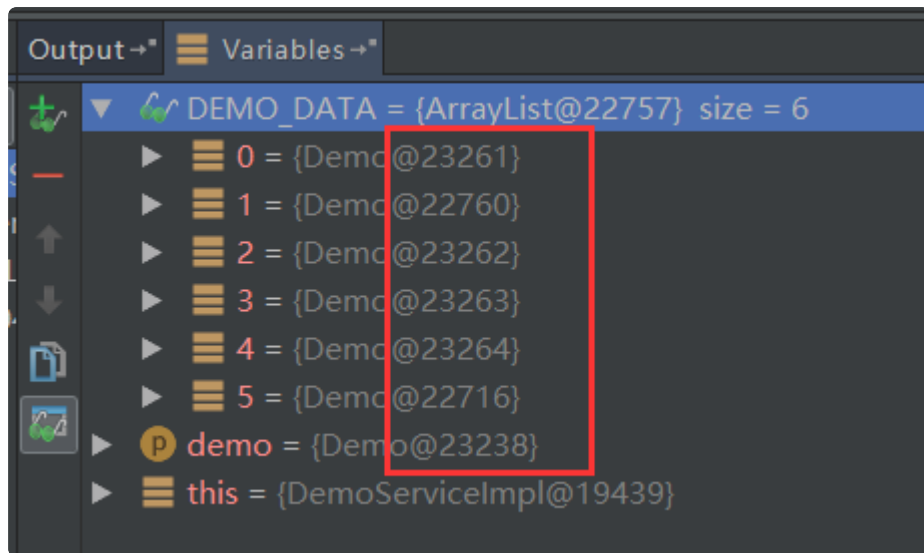 Output Variables
DEMO_DATA = {ArrayList@22757} size = 6
0 = {Demo@23261}
1 = {Demo@22760}
2 = {Demo@23262}
3 = {Demo@23263}
4 = {Demo@23264}
5 = {Demo@22716}
p demo = {Demo@23238}
this = {DemoServiceImpl@19439}